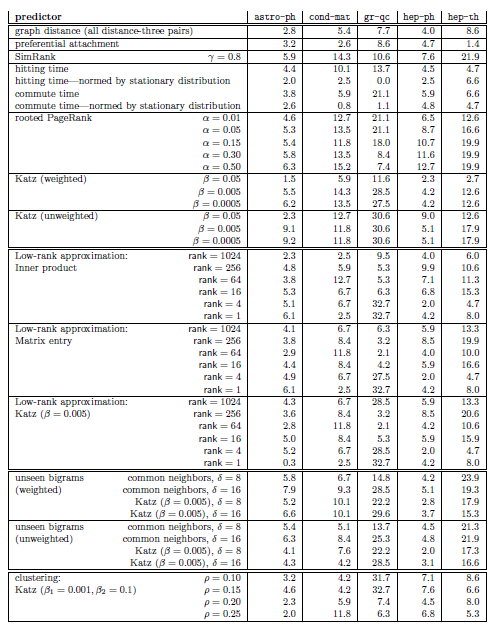 predictor astro-ph cond-mat gr-qc hep-ph hep-th
graph distance (all distance-three pairs) 2.8 5.4 7.7 4.0 8.6
preferential attachment 3.2 2.6 8.6 4.7 1.4
SimRank γ = 0.8 5.9 14.3 10.6 7.6 21.9
hitting time 4.4 10.1 13.7 4.5 4.7
hitting time—normed by stationary distribution 2.0 2.5 0.0 2.5 6.6
commute time 3.8 5.9 21.1 5.9 6.6
commute time—normed by stationary distribution 2.6 0.8 1.1 4.8 4.7
rooted PageRank α = 0.01 4.6 12.7 21.1 6.5 12.6
α = 0.05 5.3 13.5 21.1 8.7 16.6
α = 0.15 5.4 11.8 18.0 10.7 19.9
α = 0.30 5.8 13.5 8.4 11.6 19.9
α = 0.50 6.3 15.2 7.4 12.7 19.9
Katz (weighted) β = 0.05 1.5 5.9 11.6 2.3 2.7
β = 0.005 5.5 14.3 28.5 4.2 12.6
β = 0.0005 6.2 13.5 27.5 4.2 12.6
Katz (unweighted) β = 0.05 2.3 12.7 30.6 9.0 12.6
β = 0.005 9.1 11.8 30.6 5.1 17.9
β = 0.0005 9.2 11.8 30.6 5.1 17.9
Low-rank approximation: rank = 1024 2.3 2.5 9.5 4.0 6.0
Inner product rank = 256 4.8 5.9 5.3 9.9 10.6
rank = 64 3.8 12.7 5.3 7.1 11.3
rank = 16 5.3 6.7 6.3 6.8 15.3
rank = 4 5.1 6.7 32.7 2.0 4.7
rank = 1 6.1 2.5 32.7 4.2 8.0
Low-rank approximation: rank = 1024 4.1 6.7 6.3 5.9 13.3
Matrix entry rank = 256 3.8 8.4 3.2 8.5 19.9
rank = 64 2.9 11.8 2.1 4.0 10.0
rank = 16 4.4 8.4 4.2 5.9 16.6
rank = 4 4.9 6.7 27.5 2.0 4.7
rank = 1 6.1 2.5 32.7 4.2 8.0
Low-rank approximation: rank = 1024 4.3 6.7 28.5 5.9 13.3
Katz (β = 0.005) rank = 256 3.6 8.4 3.2 8.5 20.6
rank = 64 2.8 11.8 2.1 4.2 10.6
rank = 16 5.0 8.4 5.3 5.9 15.9
rank = 4 5.2 6.7 28.5 2.0 4.7
rank = 1 0.3 2.5 32.7 4.2 8.0
unseen bigrams common neighbors, δ = 8 5.8 6.7 14.8 4.2 23.9
(weighted) common neighbors, δ = 16 7.9 9.3 28.5 5.1 19.3
Katz (β = 0.005), δ = 8 5.2 10.1 22.2 2.8 17.9
Katz (β = 0.005), δ = 16 6.6 10.1 29.6 3.7 15.3
unseen bigrams common neighbors, δ = 8 5.4 5.1 13.7 4.5 21.3
(unweighted) common neighbors, δ = 16 6.3 8.4 25.3 4.8 21.9
Katz (β = 0.005), δ = 8 4.1 7.6 22.2 2.0 17.3
Katz (β = 0.005), δ = 16 4.3 4.2 28.5 3.1 16.6
clustering: ρ = 0.10 3.2 4.2 31.7 7.1 8.6
Katz (β1 = 0.001, β2 = 0.1) ρ = 0.15 4.6 4.2 32.7 7.6 6.6
ρ = 0.20 2.3 5.9 7.4 4.5 8.0
ρ = 0.25 2.0 11.8 6.3 6.8 5.3